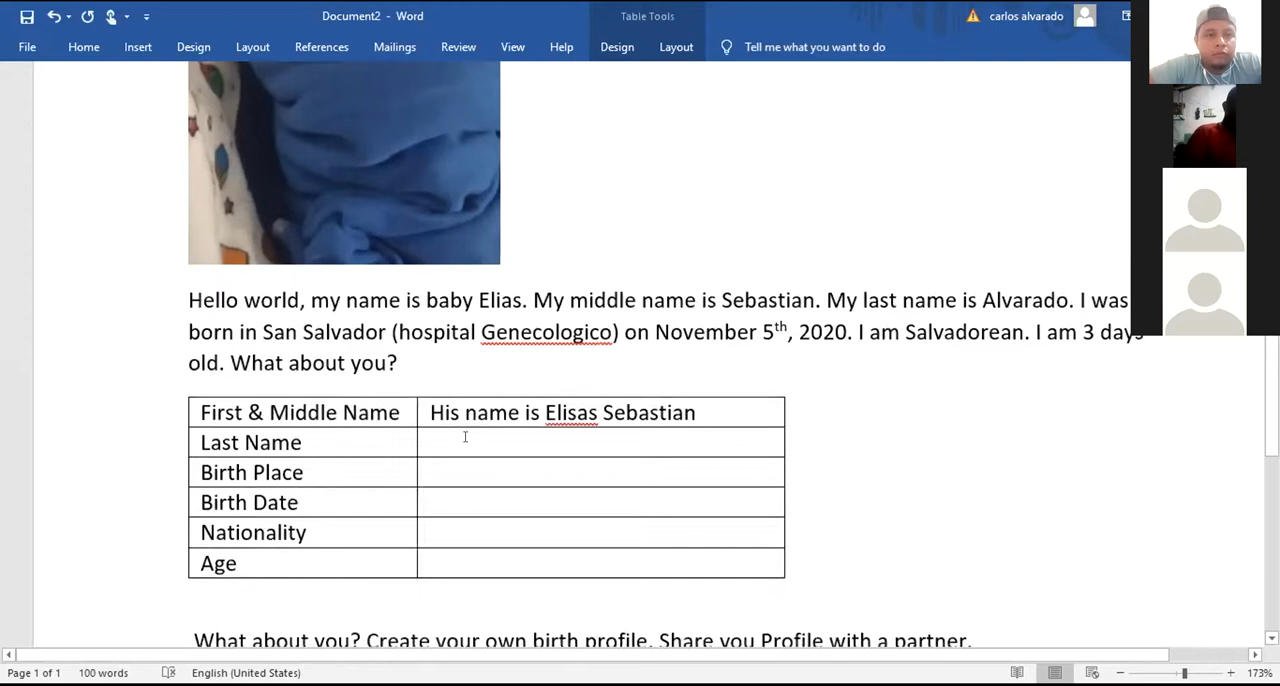 Document2 - Word
Table Tools
carlos alvarado
File Home Insert Design Layout References Mailings Review View Help Design Layout Tell me what you want to do
Hello world, my name is baby Elias. My middle name is Sebastian. My last name is Alvarado. I was
born in San Salvador (hospital Genecologico) on November 5th, 2020. I am Salvadorean. I am 3 days
old. What about you?
First & Middle Name His name is Elisas Sebastian
Last Name
Birth Place
Birth Date
Nationality
Age
What about you? Create your own birth profile. Share you Profile with a partner.
Page 1 of 1 100 words English (United States) 173%